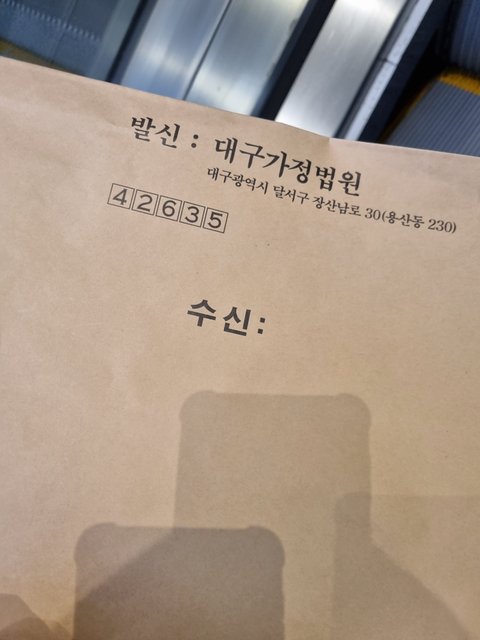 발신 : 대구가정법원
대구광역시 달서구 장산남로 30(용산동 230)
42635
수신: